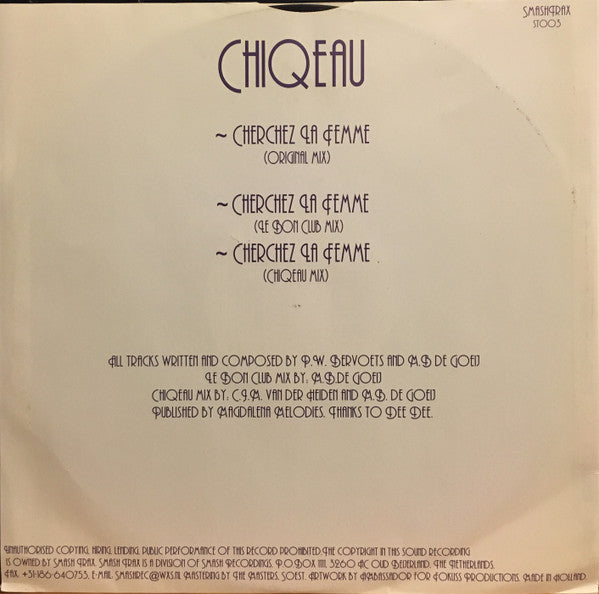 SmashTrax
ST003
CHIQEAU
~ Cherchez La Femme
(Original Mix)
~ Cherchez La Femme
(Le Bon Club Mix)
~ Cherchez La Femme
(Chiqeau Mix)
All tracks written and composed by P.W. Bervoets and M.B de Goeij
Le Bon Club Mix by: M.B.de Goeij
Chiqeau Mix by: C.J.M. van der Heiden and M.B. de Goeij
Published by Magdalena Melodies. Thanks to Dee Dee.
Unauthorised copying, hiring, lending, public performance of this record prohibited.The copyright in this sound recording
is owned by Smash Trax. Smash Trax is a division of Smash Recordings, P.O Box 1111, 3260 AC Oud Beijerland, The Netherlands.
Fax. +31-186-640753, E-mail. smashrec@wxs.nl Mastering by The Masters, Soest. Artwork by Ambassador for Fokuss Productions. Made in Holland.